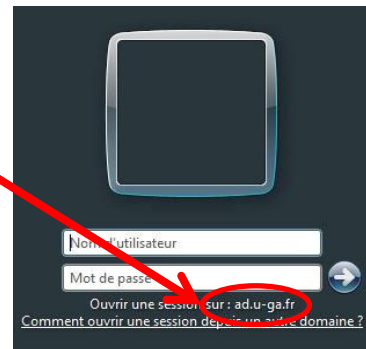 Nom d'utilisateur
Mot de passe
Ouvrir une session sur : ad.u-ga.fr
Comment ouvrir une session depuis un autre domaine ?